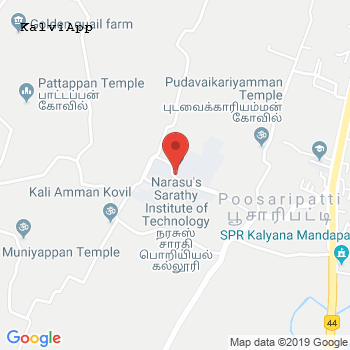 Golden quail farm
KalviApp
Pattappan Temple
பாட்டப்பன்
கோவில்
Pudavaikariyamman
Temple
புடவைக்காரியம்மன்
கோவில்
Kali Amman Kovil
Narasu's
Sarathy
Institute of
Technology
நரசுஸ்
சாரதி
பொறியியல்
கல்லூரி
Poosaripatti
பூசாரிபட்டி
Muniyappan Temple
SPR Kalyana Mandapa
44
Map data ©2019 Google